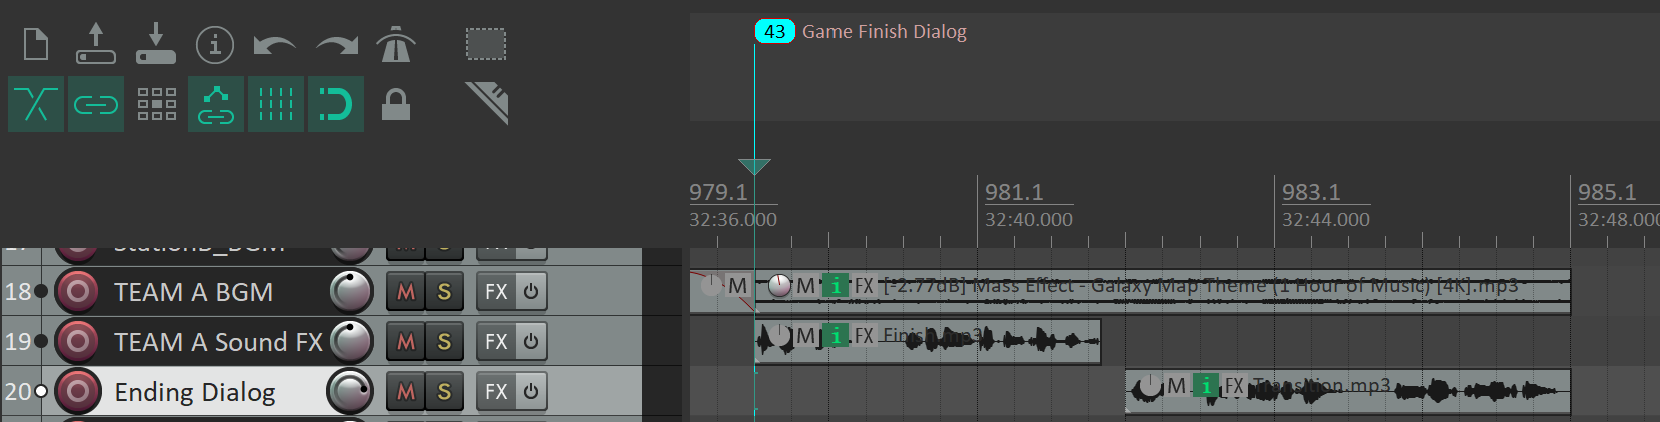 43 Game Finish Dialog
979.1 981.1 983.1 985.1
32:36.000 32:40.000 32:44.000 32:48.000
StationB_BGM M S FX
18 TEAM A BGM M S FX M M i FX [-2.77dB] Mass Effect - Galaxy Map Theme (1 Hour of Music) [4K].mp3
19 TEAM A Sound FX M S FX M i FX Finish.mp3
20 Ending Dialog M S FX M i FX Transition.mp3